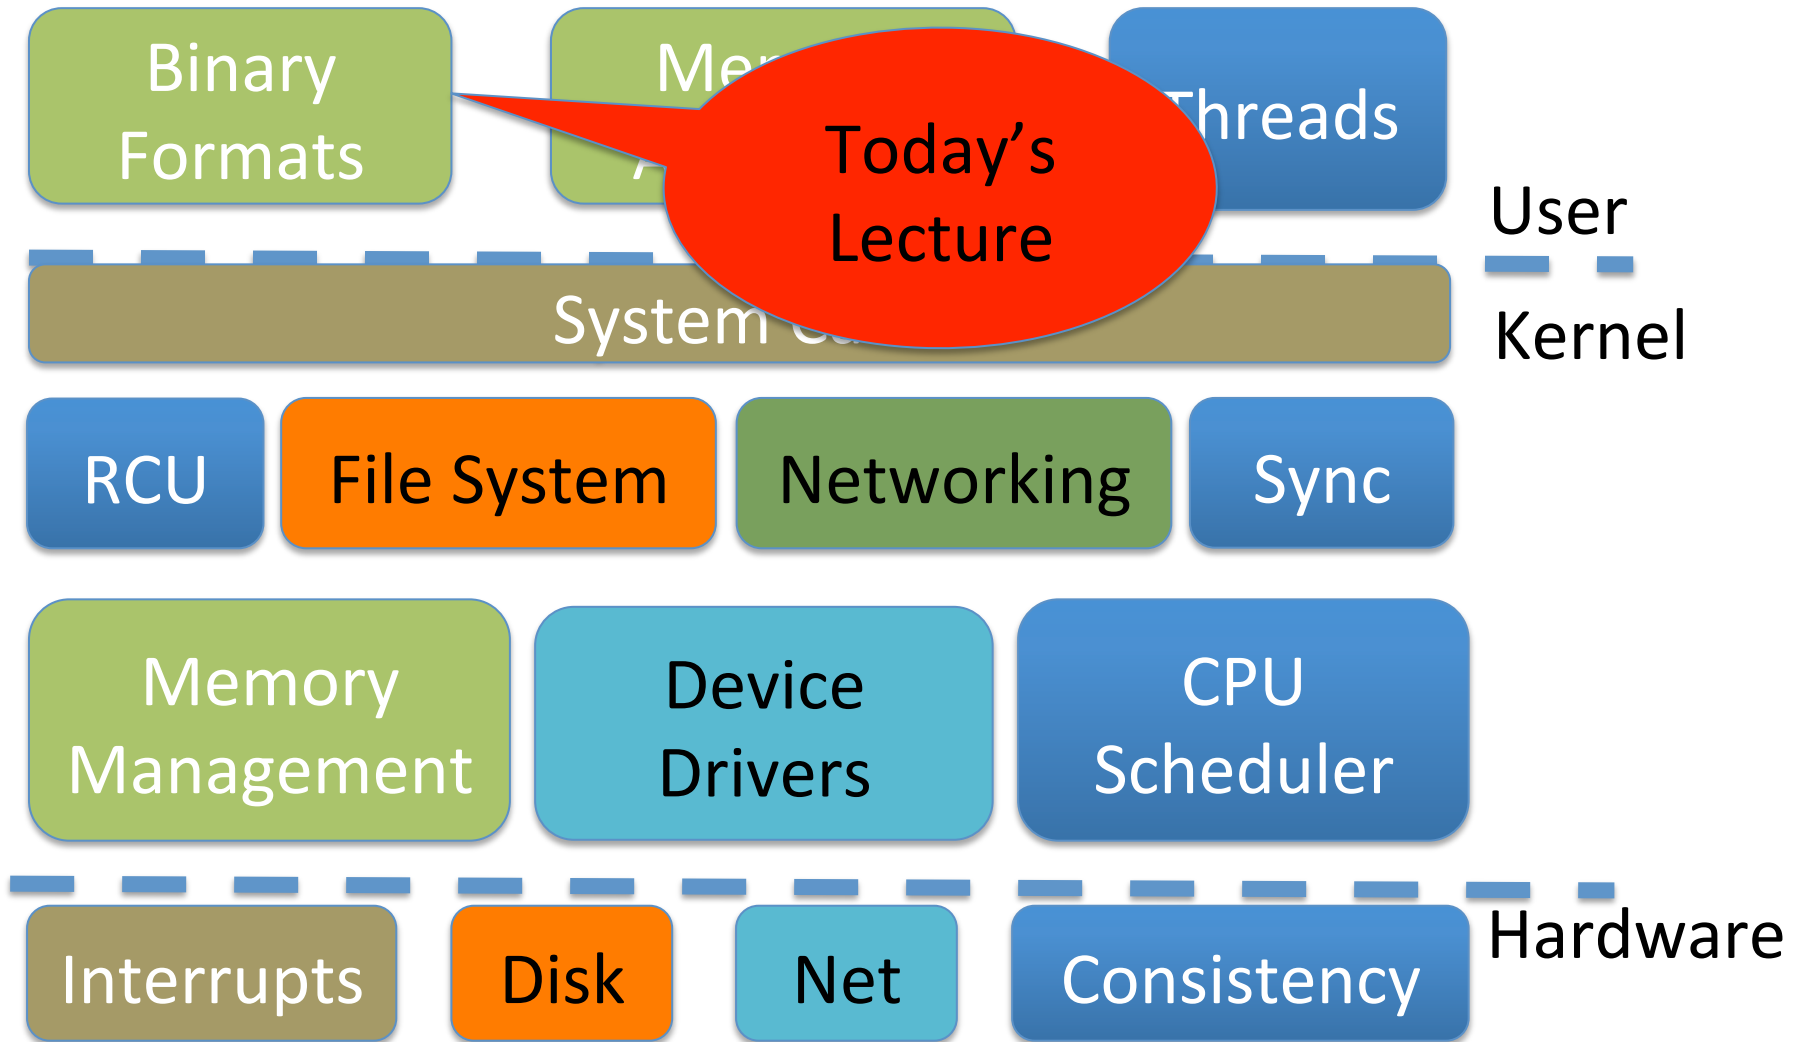 Binary
Formats
Threads
Today's
Lecture
User
System
Kernel
RCU
File System
Networking
Sync
Memory
Management
Device
Drivers
CPU
Scheduler
Hardware
Interrupts
Disk
Net
Consistency